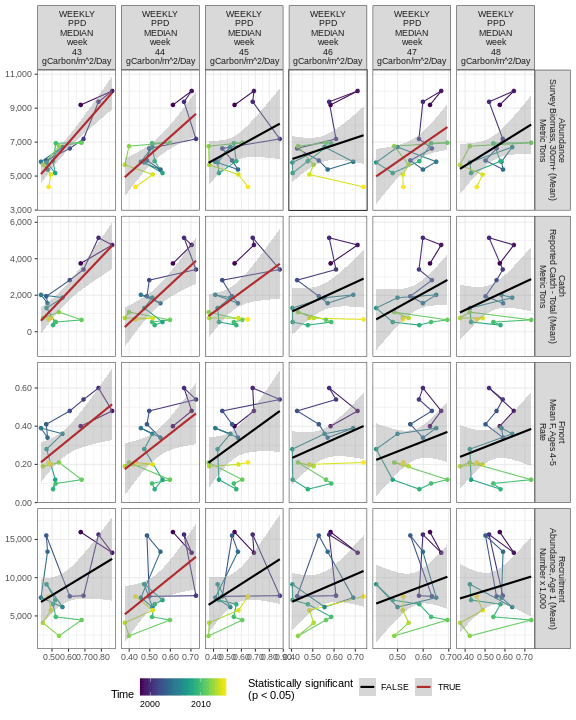 WEEKLY PPD MEDIAN week 43 gCarbon/m^2/Day
WEEKLY PPD MEDIAN week 44 gCarbon/m^2/Day
WEEKLY PPD MEDIAN week 45 gCarbon/m^2/Day
WEEKLY PPD MEDIAN week 46 gCarbon/m^2/Day
WEEKLY PPD MEDIAN week 47 gCarbon/m^2/Day
WEEKLY PPD MEDIAN week 48 gCarbon/m^2/Day
11,000
9,000
7,000
5,000
3,000
Abundance
Survey Biomass, 30cm+ (Mean)
Metric Tons
6,000
4,000
2,000
0
Catch
Reported Catch - Total (Mean)
Metric Tons
0.60
0.40
0.20
0.00
Fmort
Mean F, Ages 4-5
Rate
15,000
10,000
5,000
Recruitment
Abundance, Age 1 (Mean)
Number x 1,000
0.50 0.60 0.70 0.80
0.40 0.50 0.60 0.70
0.40 0.50 0.60 0.70 0.80 0.90
0.40 0.50 0.60 0.70
0.50 0.60 0.70
0.40 0.50 0.60 0.70
Time
2000 2010
Statistically significant
(p < 0.05)
FALSE TRUE